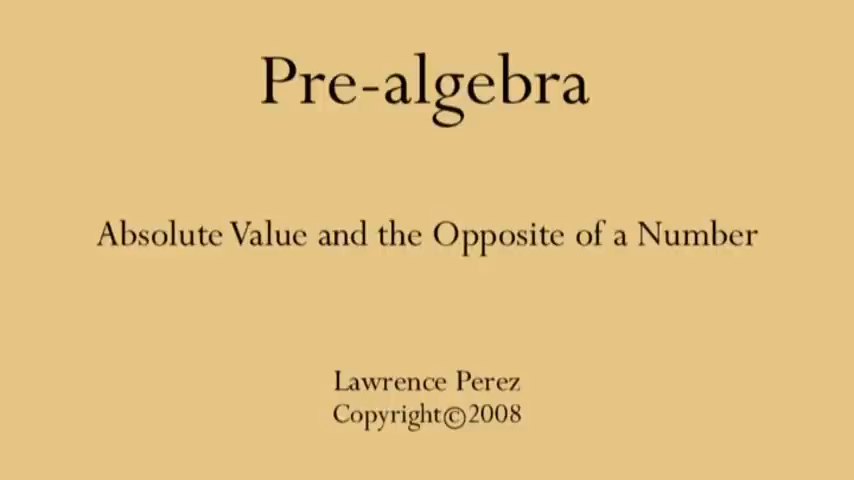 Pre-algebra
Absolute Value and the Opposite of a Number
Lawrence Perez
Copyright©2008